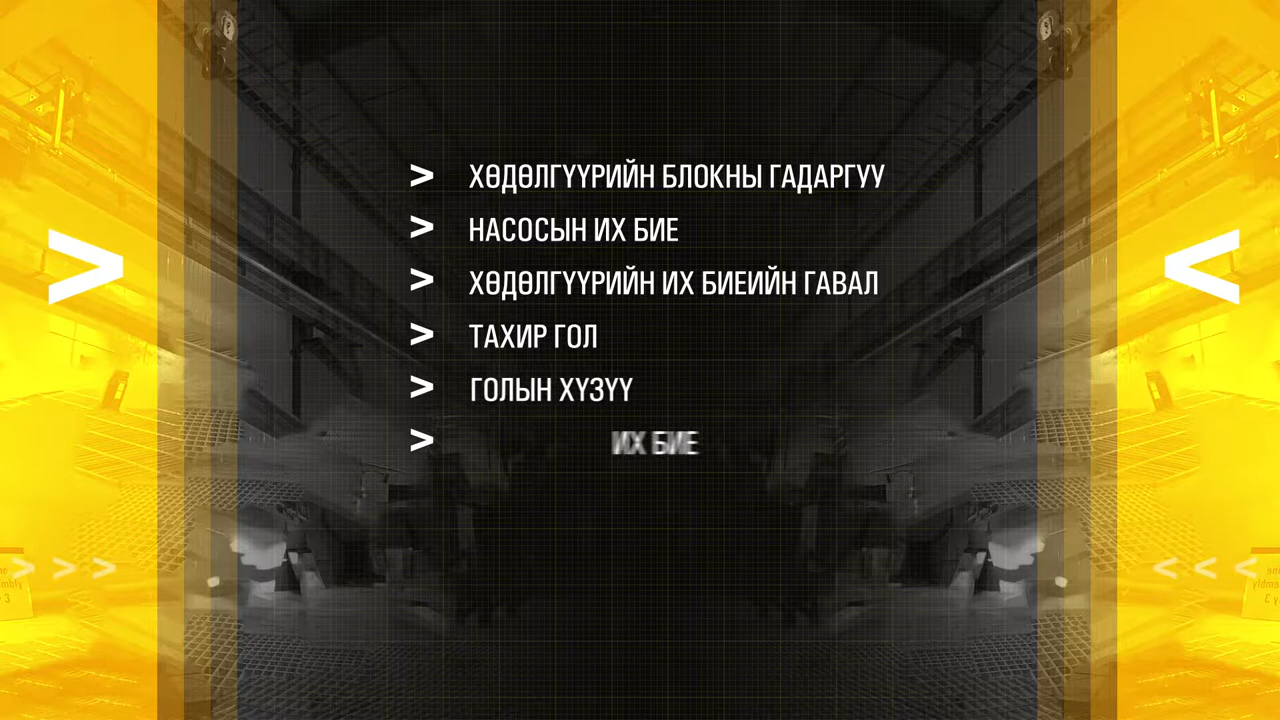 > ХӨДӨЛГҮҮРИЙН БЛОКНЫ ГАДАРГУУ
> НАСОСЫН ИХ БИЕ
> ХӨДӨЛГҮҮРИЙН ИХ БИЕИЙН ГАВАЛ
> ТАХИР ГОЛ
> ГОЛЫН ХҮЗҮҮ
> ИХ БИЕ